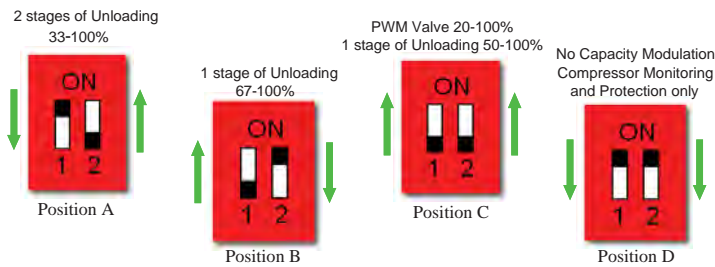 2 stages of Unloading
33-100%
ON
1 2
Position A
1 stage of Unloading
67-100%
ON
1 2
Position B
PWM Valve 20-100%
1 stage of Unloading 50-100%
ON
1 2
Position C
No Capacity Modulation
Compressor Monitoring
and Protection only
ON
1 2
Position D